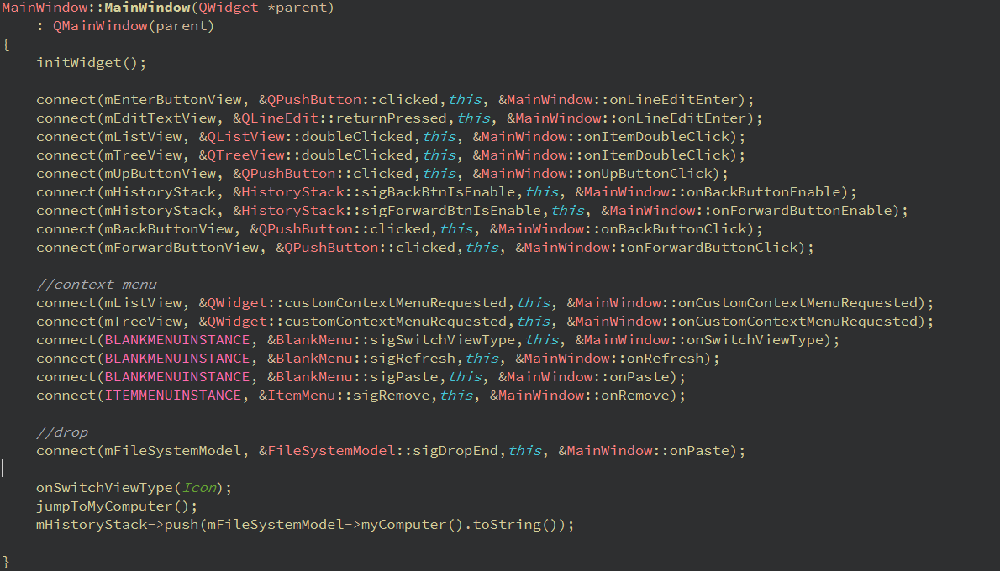 MainWindow::MainWindow(QWidget *parent)
    : QMainWindow(parent)
{
    initWidget();

    connect(mEnterButtonView, &QPushButton::clicked,this, &MainWindow::onLineEditEnter);
    connect(mEditTextView, &QLineEdit::returnPressed,this, &MainWindow::onLineEditEnter);
    connect(mListView, &QListView::doubleClicked,this, &MainWindow::onItemDoubleClick);
    connect(mTreeView, &QTreeView::doubleClicked,this, &MainWindow::onItemDoubleClick);
    connect(mUpButtonView, &QPushButton::clicked,this, &MainWindow::onUpButtonClick);
    connect(mHistoryStack, &HistoryStack::sigBackBtnIsEnable,this, &MainWindow::onBackButtonEnable);
    connect(mHistoryStack, &HistoryStack::sigForwardBtnIsEnable,this, &MainWindow::onForwardButtonEnable);
    connect(mBackButtonView, &QPushButton::clicked,this, &MainWindow::onBackButtonClick);
    connect(mForwardButtonView, &QPushButton::clicked,this, &MainWindow::onForwardButtonClick);

    //context menu
    connect(mListView, &QWidget::customContextMenuRequested,this, &MainWindow::onCustomContextMenuRequested);
    connect(mTreeView, &QWidget::customContextMenuRequested,this, &MainWindow::onCustomContextMenuRequested);
    connect(BLANKMENUINSTANCE, &BlankMenu::sigSwitchViewType,this, &MainWindow::onSwitchViewType);
    connect(BLANKMENUINSTANCE, &BlankMenu::sigRefresh,this, &MainWindow::onRefresh);
    connect(BLANKMENUINSTANCE, &BlankMenu::sigPaste,this, &MainWindow::onPaste);
    connect(ITEMMENUINSTANCE, &ItemMenu::sigRemove,this, &MainWindow::onRemove);

    //drop
    connect(mFileSystemModel, &FileSystemModel::sigDropEnd,this, &MainWindow::onPaste);

    onSwitchViewType(Icon);
    jumpToMyComputer();
    mHistoryStack->push(mFileSystemModel->myComputer().toString());

}